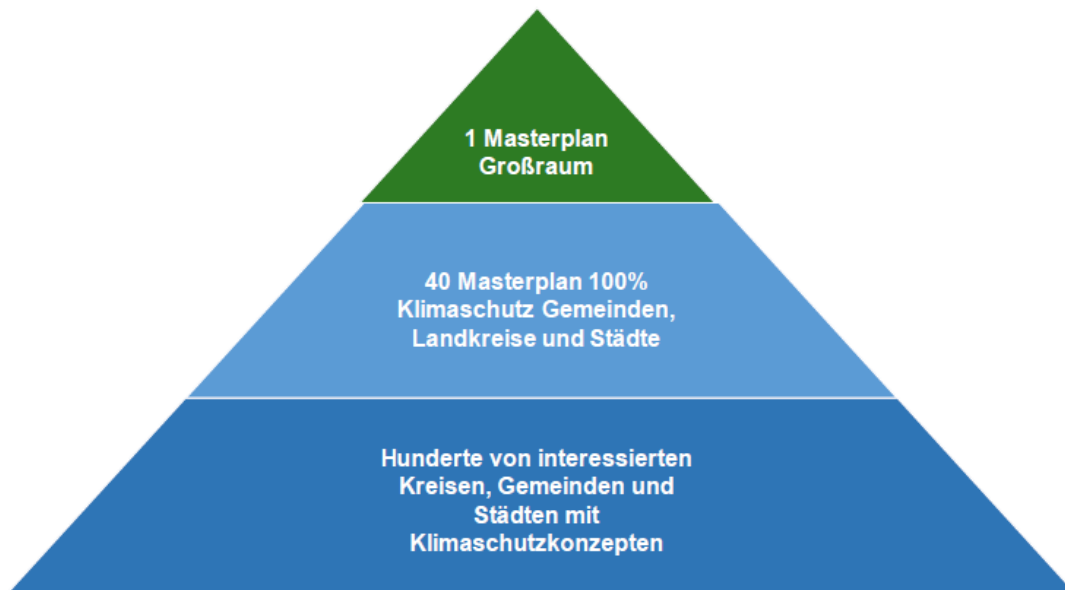 1 Masterplan
Großraum
40 Masterplan 100%
Klimaschutz Gemeinden,
Landkreise und Städte
Hunderte von interessierten
Kreisen, Gemeinden und
Städten mit
Klimaschutzkonzepten